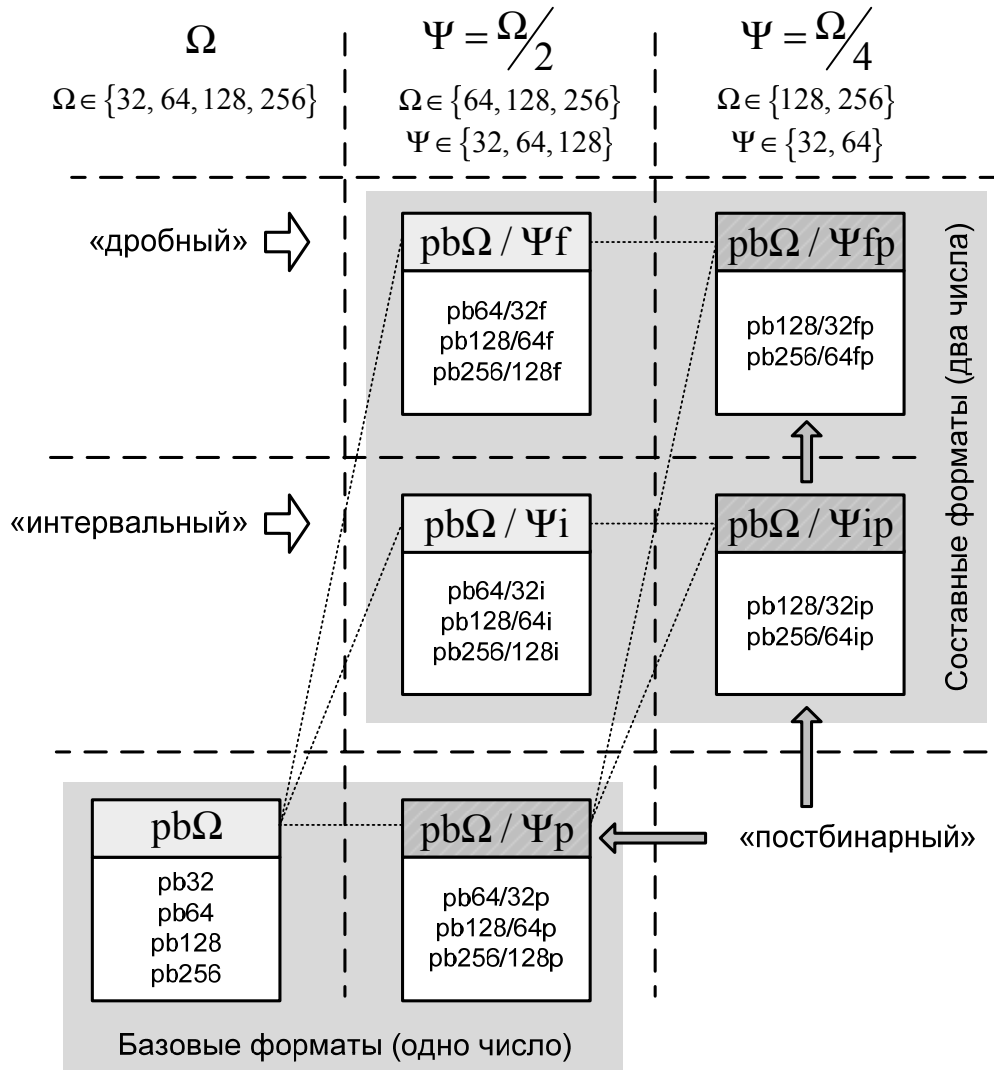 Ω
Ψ = Ω/2
Ψ = Ω/4
Ω∈{32, 64, 128, 256}
Ω∈{64, 128, 256}
Ω∈{128, 256}
Ψ∈{32, 64, 128}
Ψ∈{32, 64}
«дробный»
pbΩ / Ψf
pb64/32f
pb128/64f
pb256/128f
pbΩ / Ψfp
pb128/32fp
pb256/64fp
Составные форматы (два числа)
«интервальный»
pbΩ / Ψi
pb64/32i
pb128/64i
pb256/128i
pbΩ / Ψip
pb128/32ip
pb256/64ip
pbΩ
pb32
pb64
pb128
pb256
pbΩ / Ψp
pb64/32p
pb128/64p
pb256/128p
«постбинарный»
Базовые форматы (одно число)